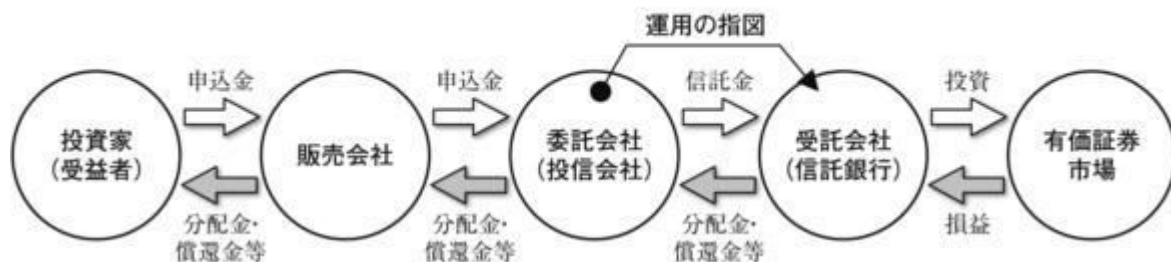 運用の指図
申込金
申込金
信託金
投資
投資家
(受益者)
販売会社
委託会社
(投信会社)
受託会社
(信託銀行)
有価証券
市場
分配金・
償還金等
分配金・
償還金等
分配金・
償還金等
損益